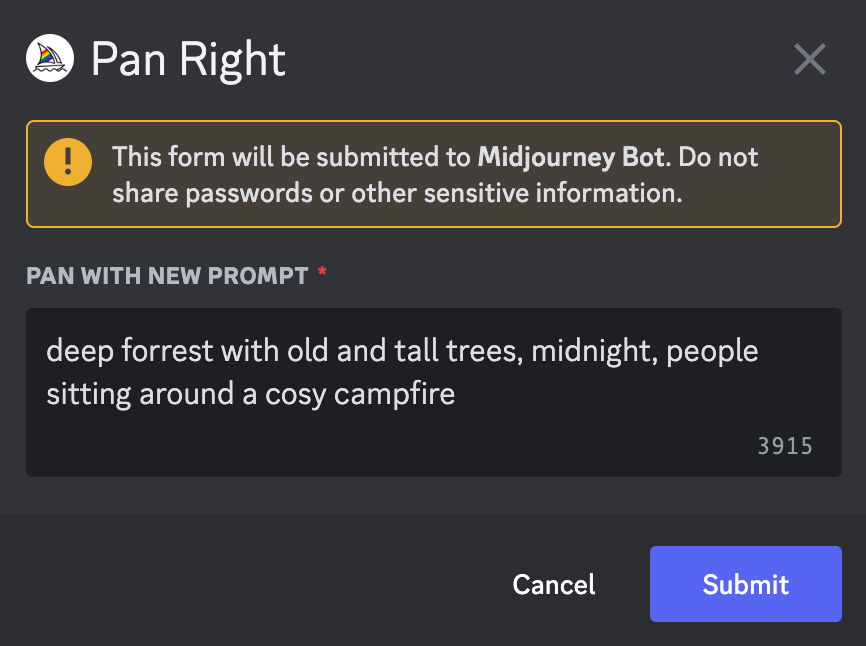 Pan Right
This form will be submitted to Midjourney Bot. Do not
share passwords or other sensitive information.
PAN WITH NEW PROMPT *
deep forrest with old and tall trees, midnight, people
sitting around a cosy campfire
3915
Cancel
Submit